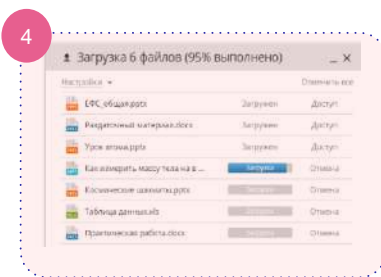 4
Загрузка 6 файлов (95% выполнено)
Настройки Отменить все
ЕФС_общая.pptx Загружен Доступ
Раздаточный материал.docx Загружен Доступ
Урок атома.pptx Загружен Доступ
Как измерить массу тела на в ... Загрузка Отмена
Космические шахматы.pptx Отмена
Таблица данных.xls Отмена
Практическая работа.docx Отмена